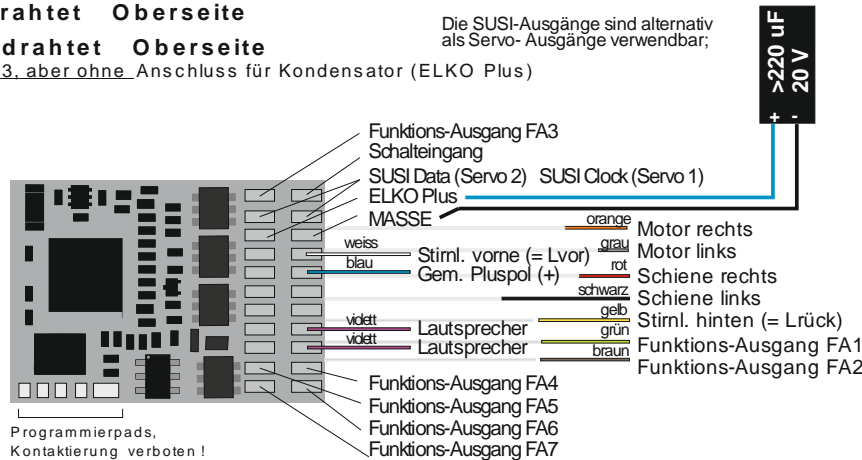 rahtet Oberseite
drahtet Oberseite
3, aber ohne Anschluss für Kondensator (ELKO Plus)
Die SUSI-Ausgänge sind alternativ
als Servo- Ausgänge verwendbar;
>220 uF
20 V
+ -
Funktions-Ausgang FA3
Schalteingang
SUSI Data (Servo 2) SUSI Clock (Servo 1)
ELKO Plus
MASSE
orange Motor rechts
weiss Stirnl. vorne (= Lvor)
grau Motor links
blau Gem. Pluspol (+)
rot Schiene rechts
schwarz Schiene links
gelb Stirnl. hinten (= Lrück)
violett Lautsprecher
grün Funktions-Ausgang FA1
violett Lautsprecher
braun Funktions-Ausgang FA2
Funktions-Ausgang FA4
Funktions-Ausgang FA5
Funktions-Ausgang FA6
Funktions-Ausgang FA7
Programmierpads,
Kontaktierung verboten !